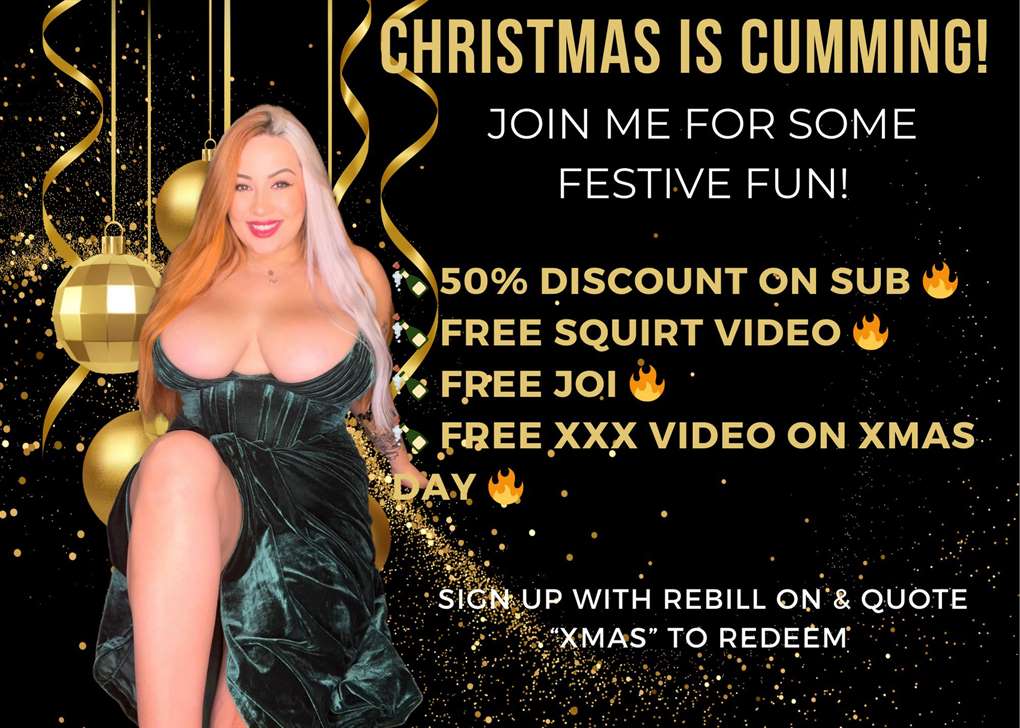 CHRISTMAS IS CUMMING!
JOIN ME FOR SOME
FESTIVE FUN!
🍾 50% DISCOUNT ON SUB 🔥
🍾 FREE SQUIRT VIDEO 🔥
🍾 FREE JOI 🔥
🍾 FREE XXX VIDEO ON XMAS
DAY 🔥
SIGN UP WITH REBILL ON & QUOTE
“XMAS” TO REDEEM